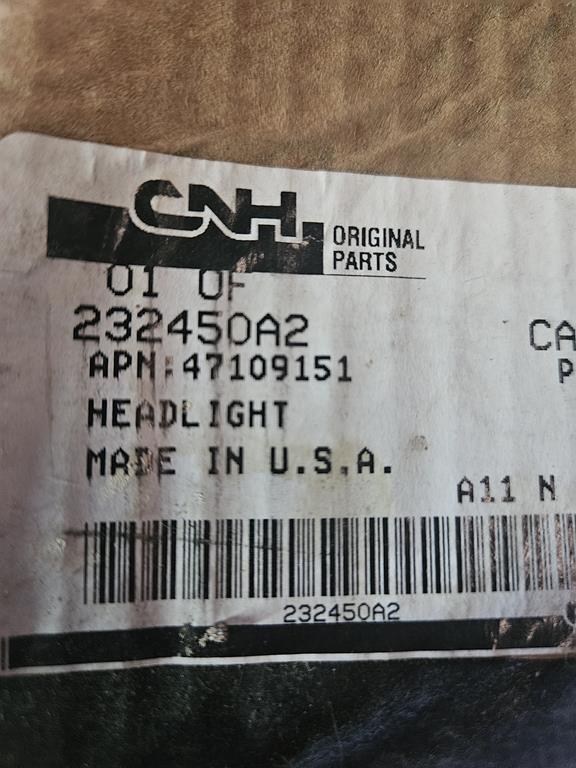 CNH ORIGINAL
PARTS
01 OF
232450A2
CA
APN:47109151
P
HEADLIGHT
MADE IN U.S.A.
A11 N
232450A2